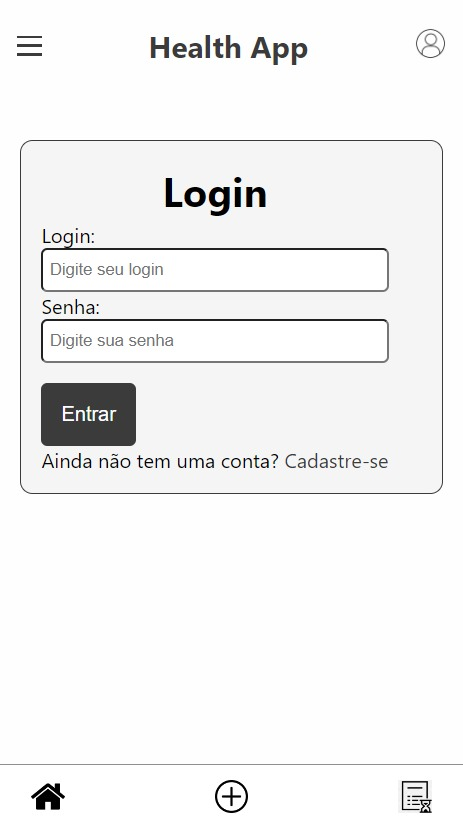 Health App
Login
Login:
Digite seu login
Senha:
Digite sua senha
Entrar
Ainda não tem uma conta? Cadastre-se